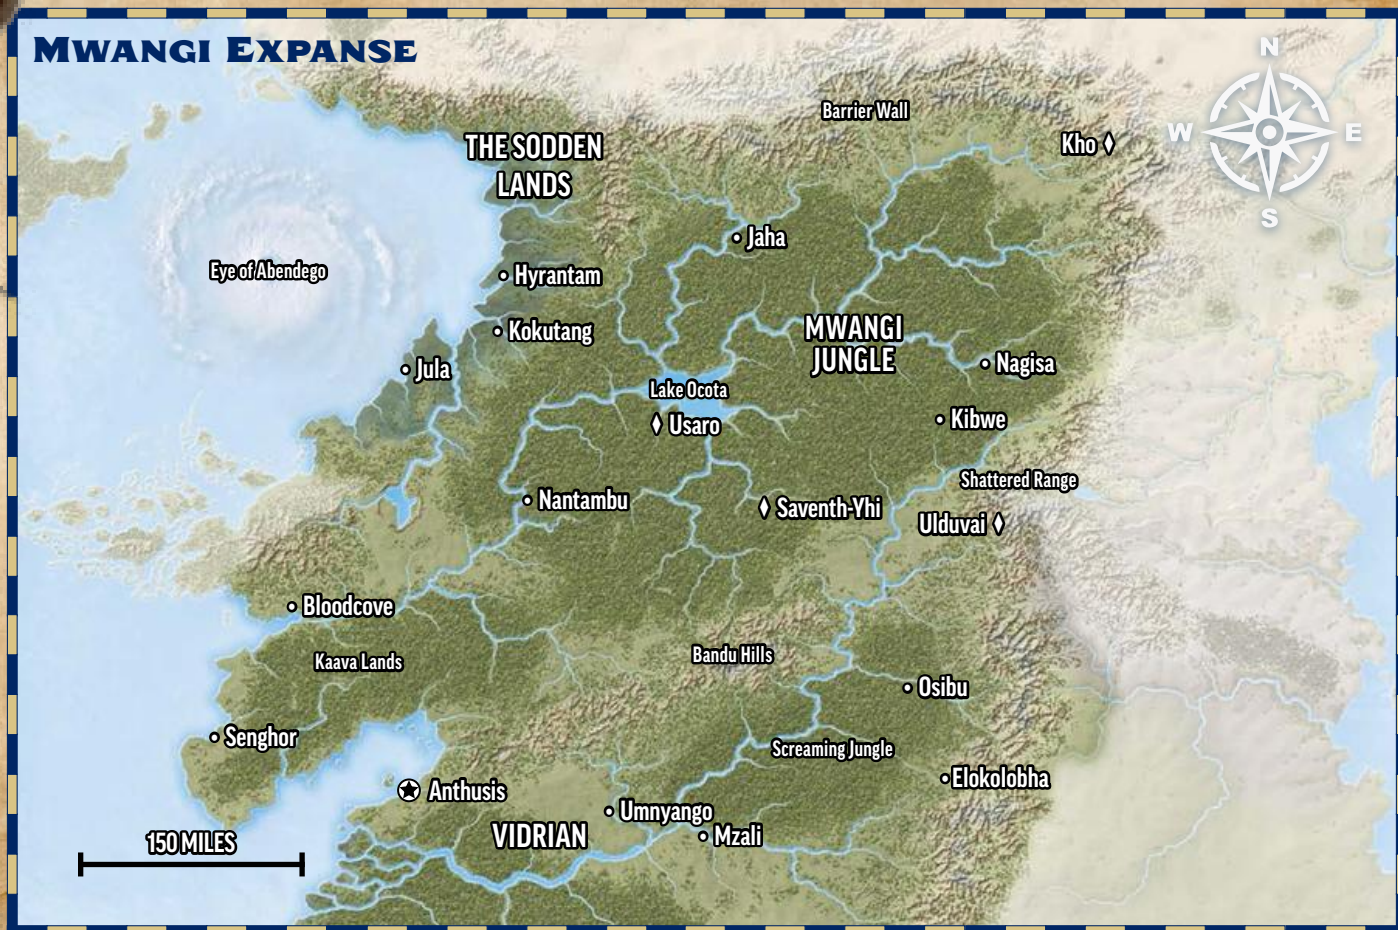 MWANGI EXPANSE
N
W
E
S
Barrier Wall
Kho
THE SODDEN
LANDS
Jaha
Eye of Abendego
Hyrantam
Kokutang
MWANGI
JUNGLE
Jula
Nagisa
Lake Ocota
Usaro
Kibwe
Shattered Range
Nantambu
Saventh-Yhi
Ulduvai
Bloodcove
Kaava Lands
Bandu Hills
Osibu
Senghor
Screaming Jungle
Elokolobha
Anthusis
Umnyango
VIDRIAN
Mzali
150 MILES